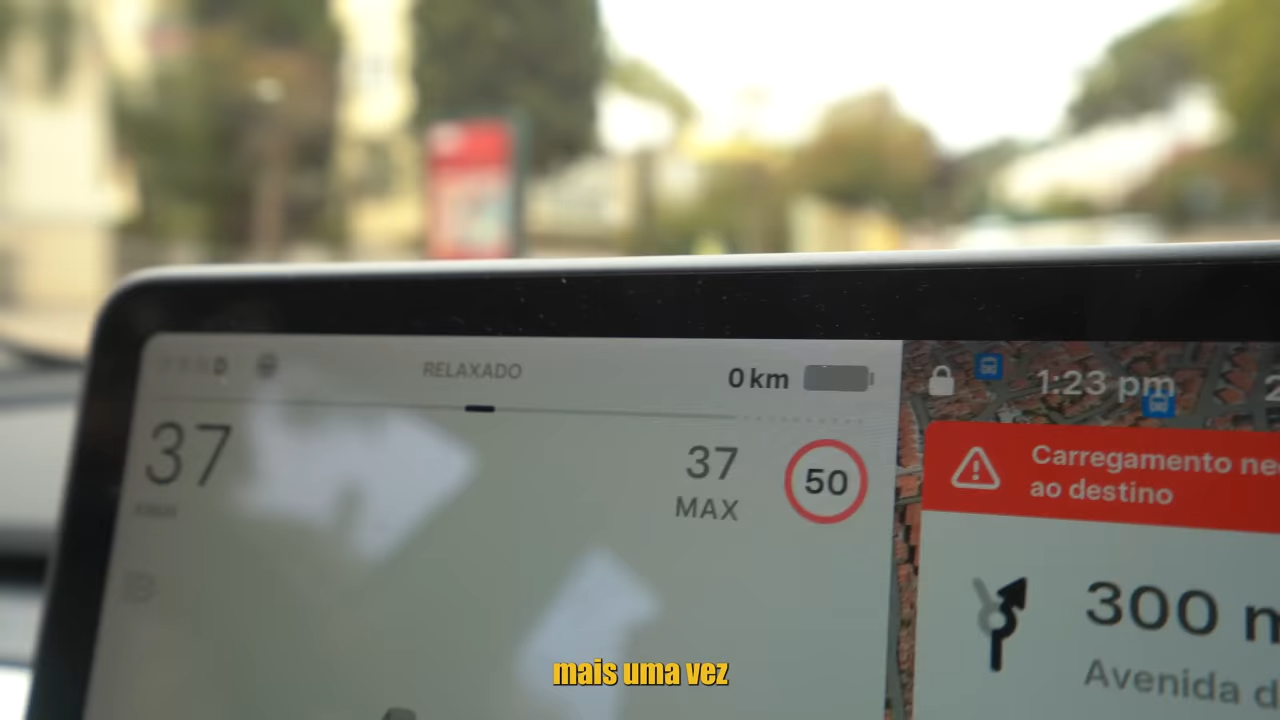 D
RELAXADO
0 km
1:23 pm
2
37
37
MAX
50
Carregamento ne
ao destino
300 m
Avenida d
mais uma vez